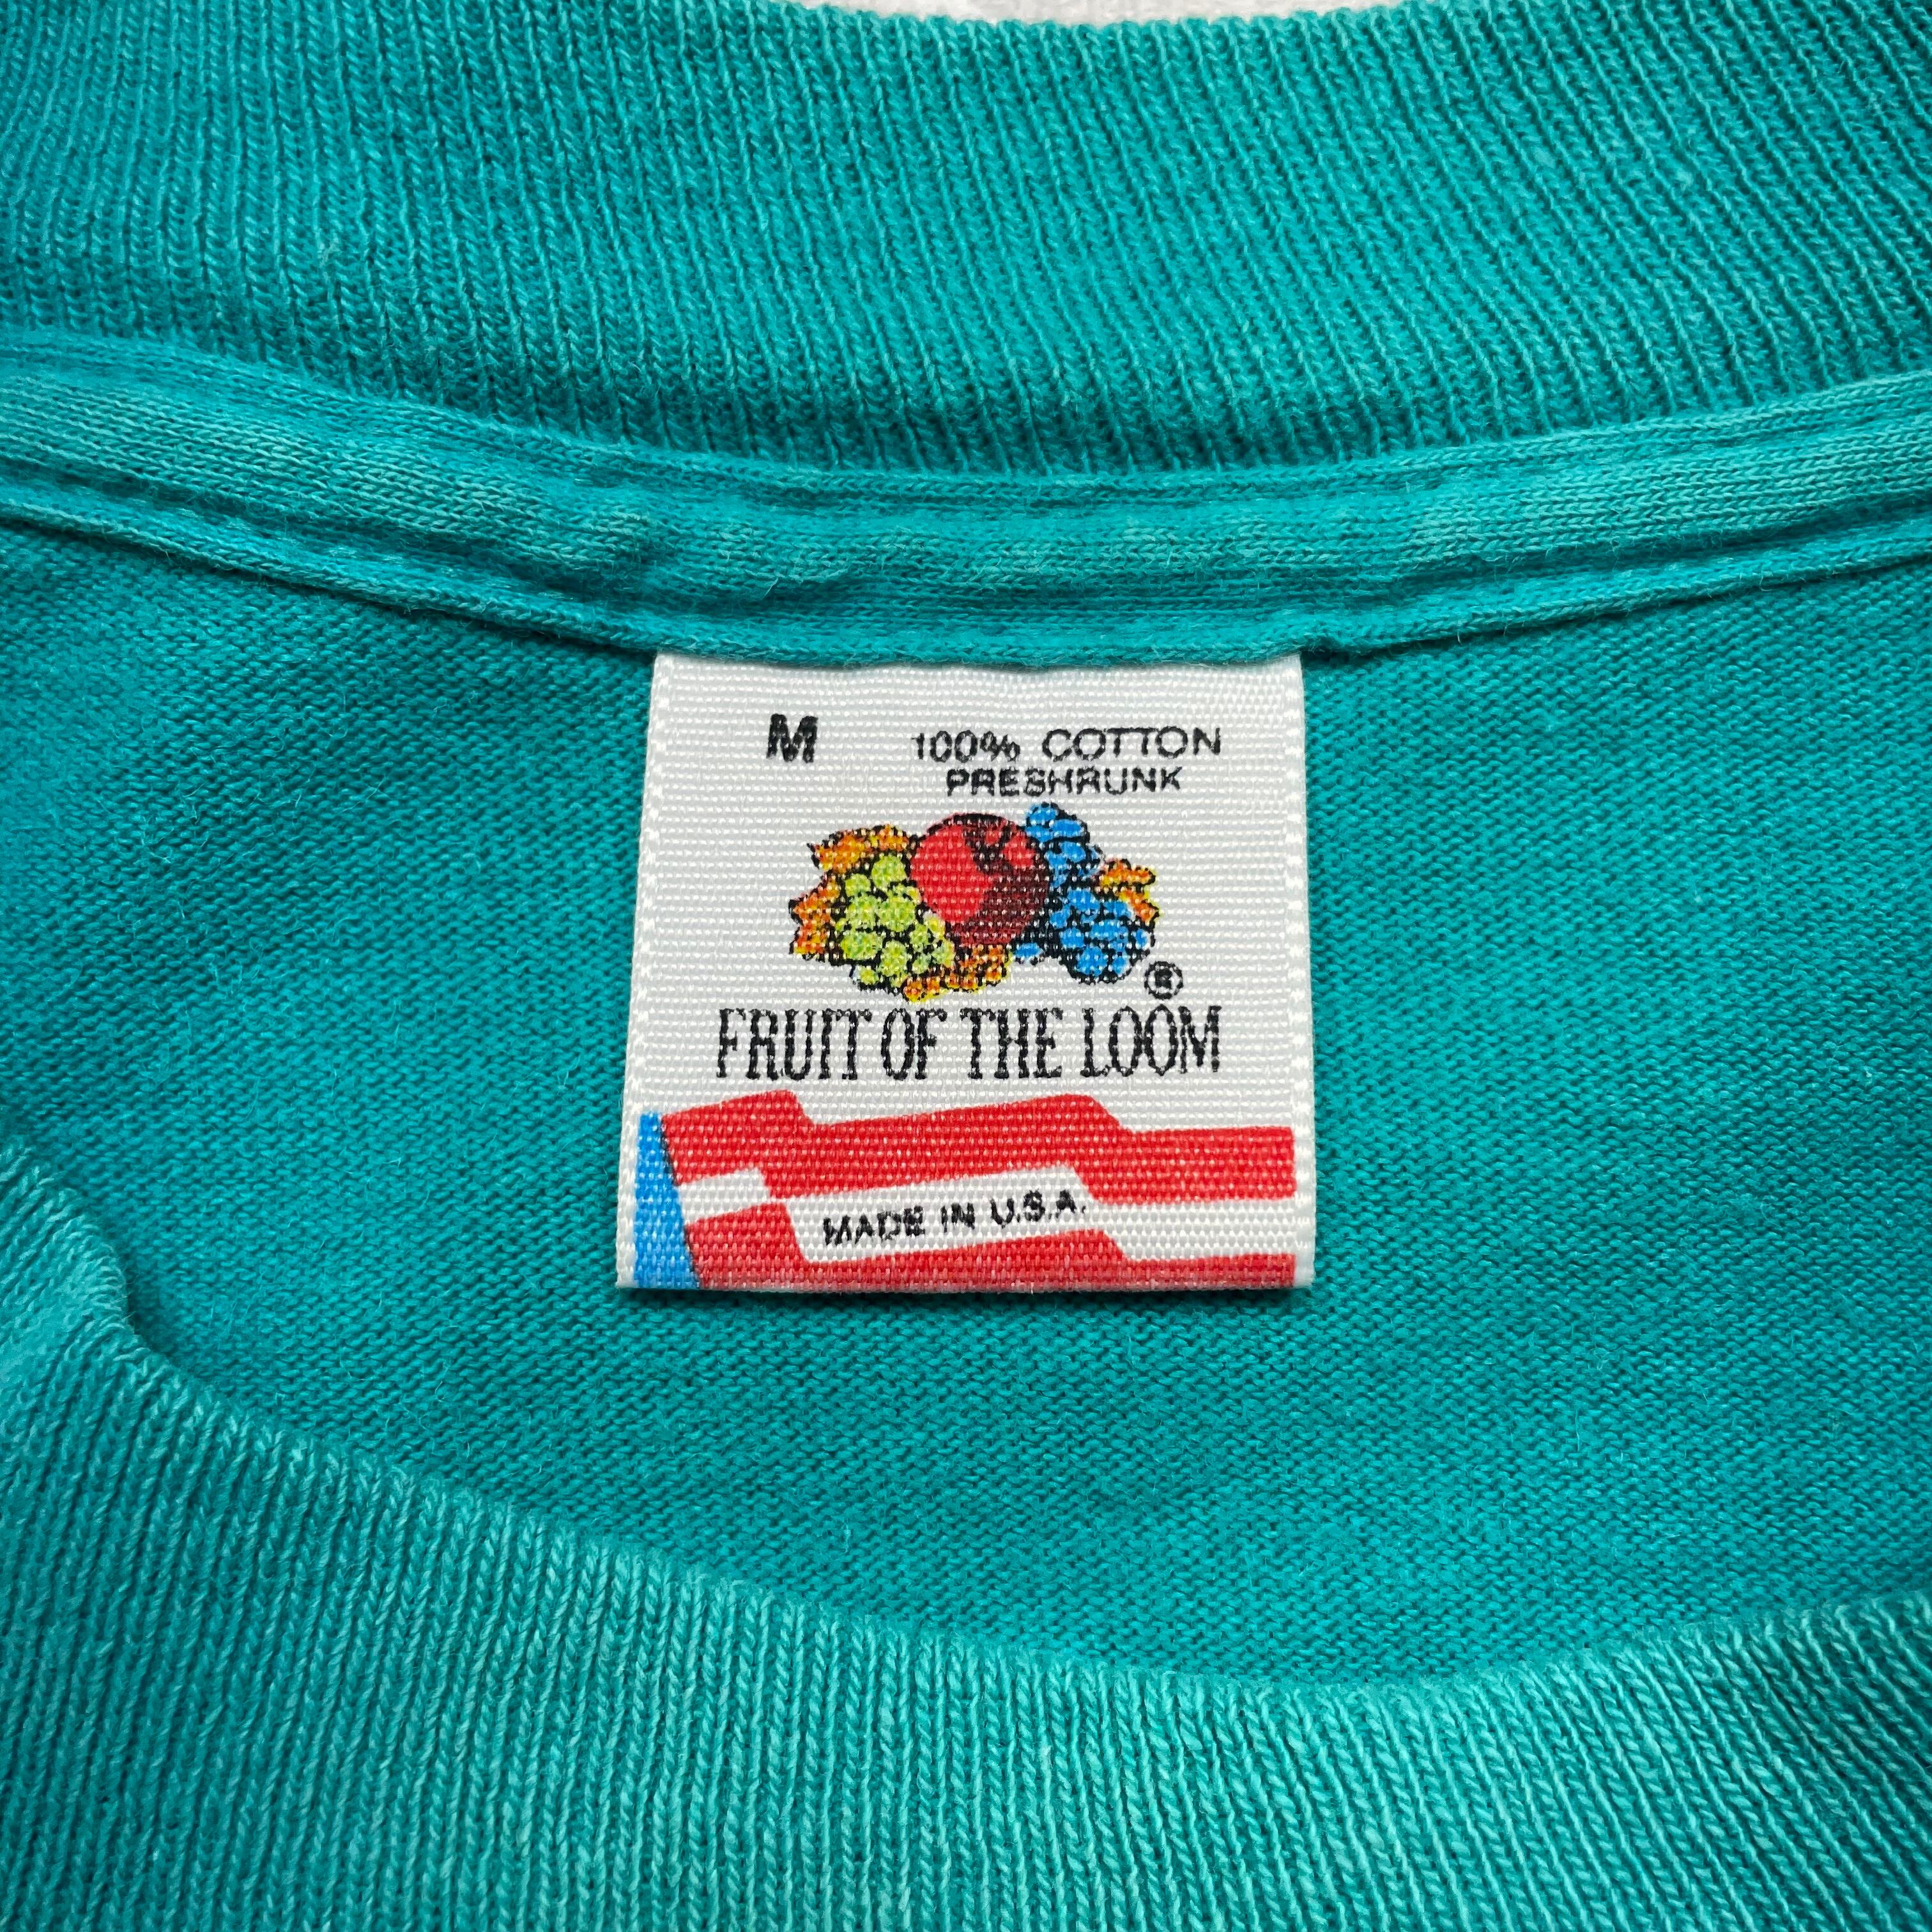 M 100% COTTON
PRESHRUNK
®
FRUIT OF THE LOOM
MADE IN U.S.A.